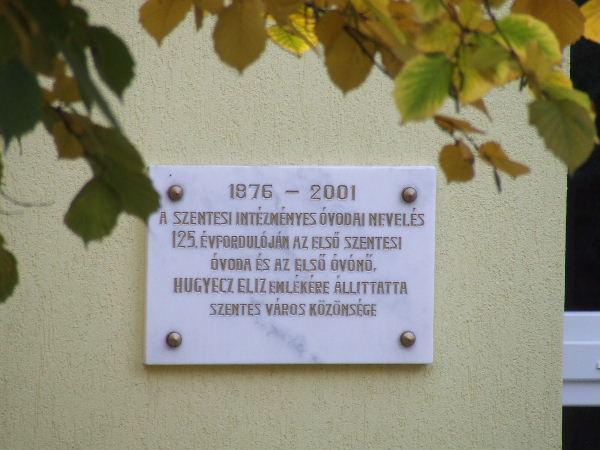 1876 – 2001
A SZENTESI INTÉZMÉNYES ÓVODAI NEVELÉS
125. ÉVFORDULÓJÁN AZ ELSŐ SZENTESI
ÓVODA ÉS AZ ELSŐ ÓVÓNŐ,
HUGYECZ ELIZ EMLÉKÉRE ÁLLITTATTA
SZENTES VÁROS KÖZÖNSÉGE